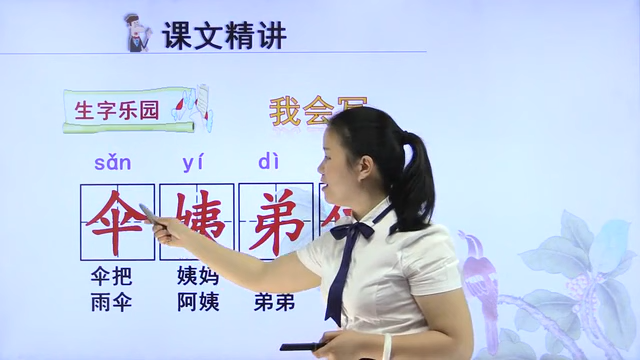 课文精讲
生字乐园 我会写
sǎn yí dì
伞 姨 弟
伞把 姨妈
雨伞 阿姨 弟弟